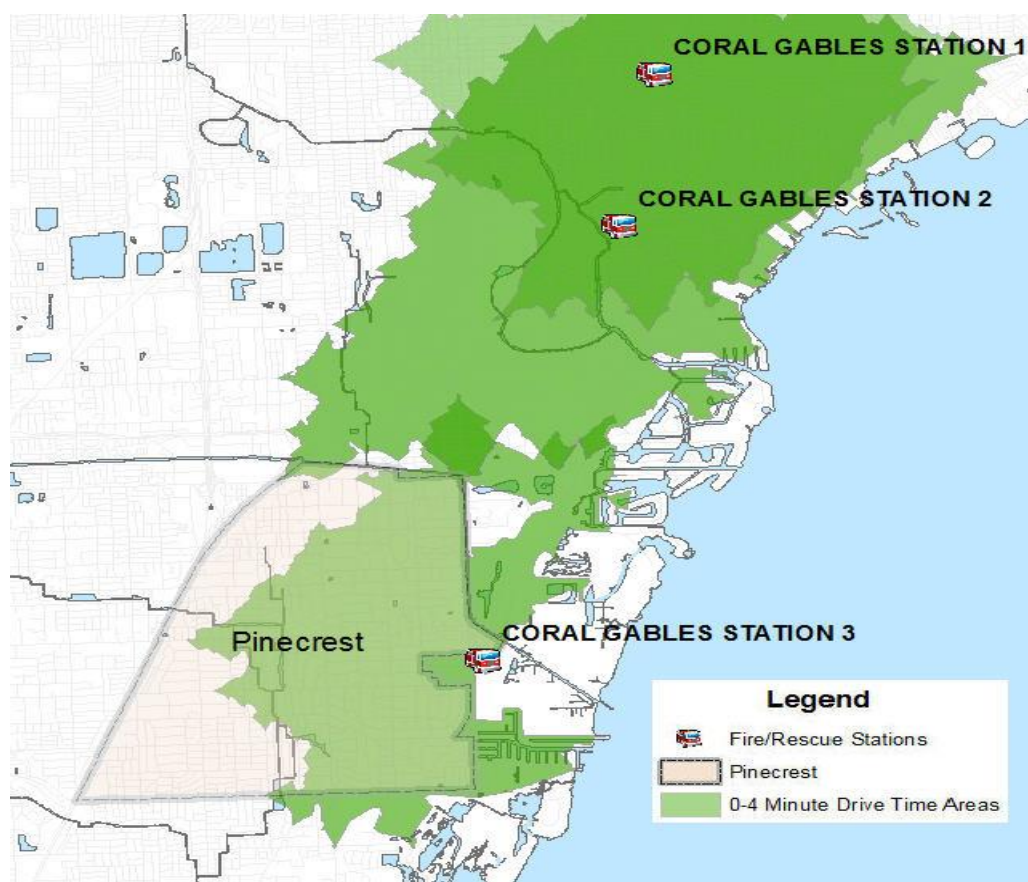 CORAL GABLES STATION 1
CORAL GABLES STATION 2
Pinecrest
CORAL GABLES STATION 3
Legend
Fire/Rescue Stations
Pinecrest
0-4 Minute Drive Time Areas